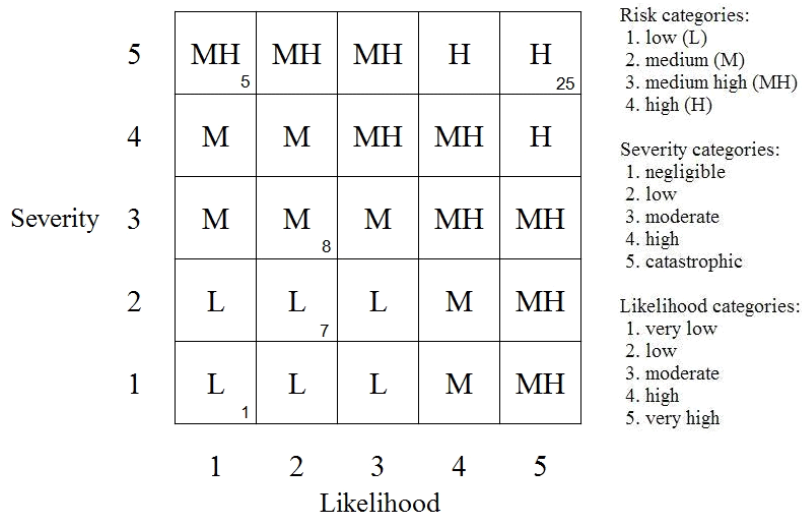 5 MH MH MH H H
5 25
4 M M MH MH H
Severity 3 M M M MH MH
8
2 L L L M MH
7
1 L L L M MH
1
1 2 3 4 5
Likelihood
Risk categories:
1. low (L)
2. medium (M)
3. medium high (MH)
4. high (H)
Severity categories:
1. negligible
2. low
3. moderate
4. high
5. catastrophic
Likelihood categories:
1. very low
2. low
3. moderate
4. high
5. very high